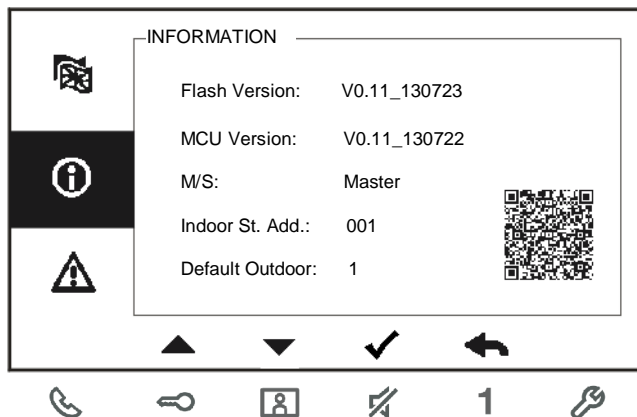 INFORMATION
Flash Version: V0.11_130723
MCU Version: V0.11_130722
M/S: Master
Indoor St. Add.: 001
Default Outdoor: 1
1